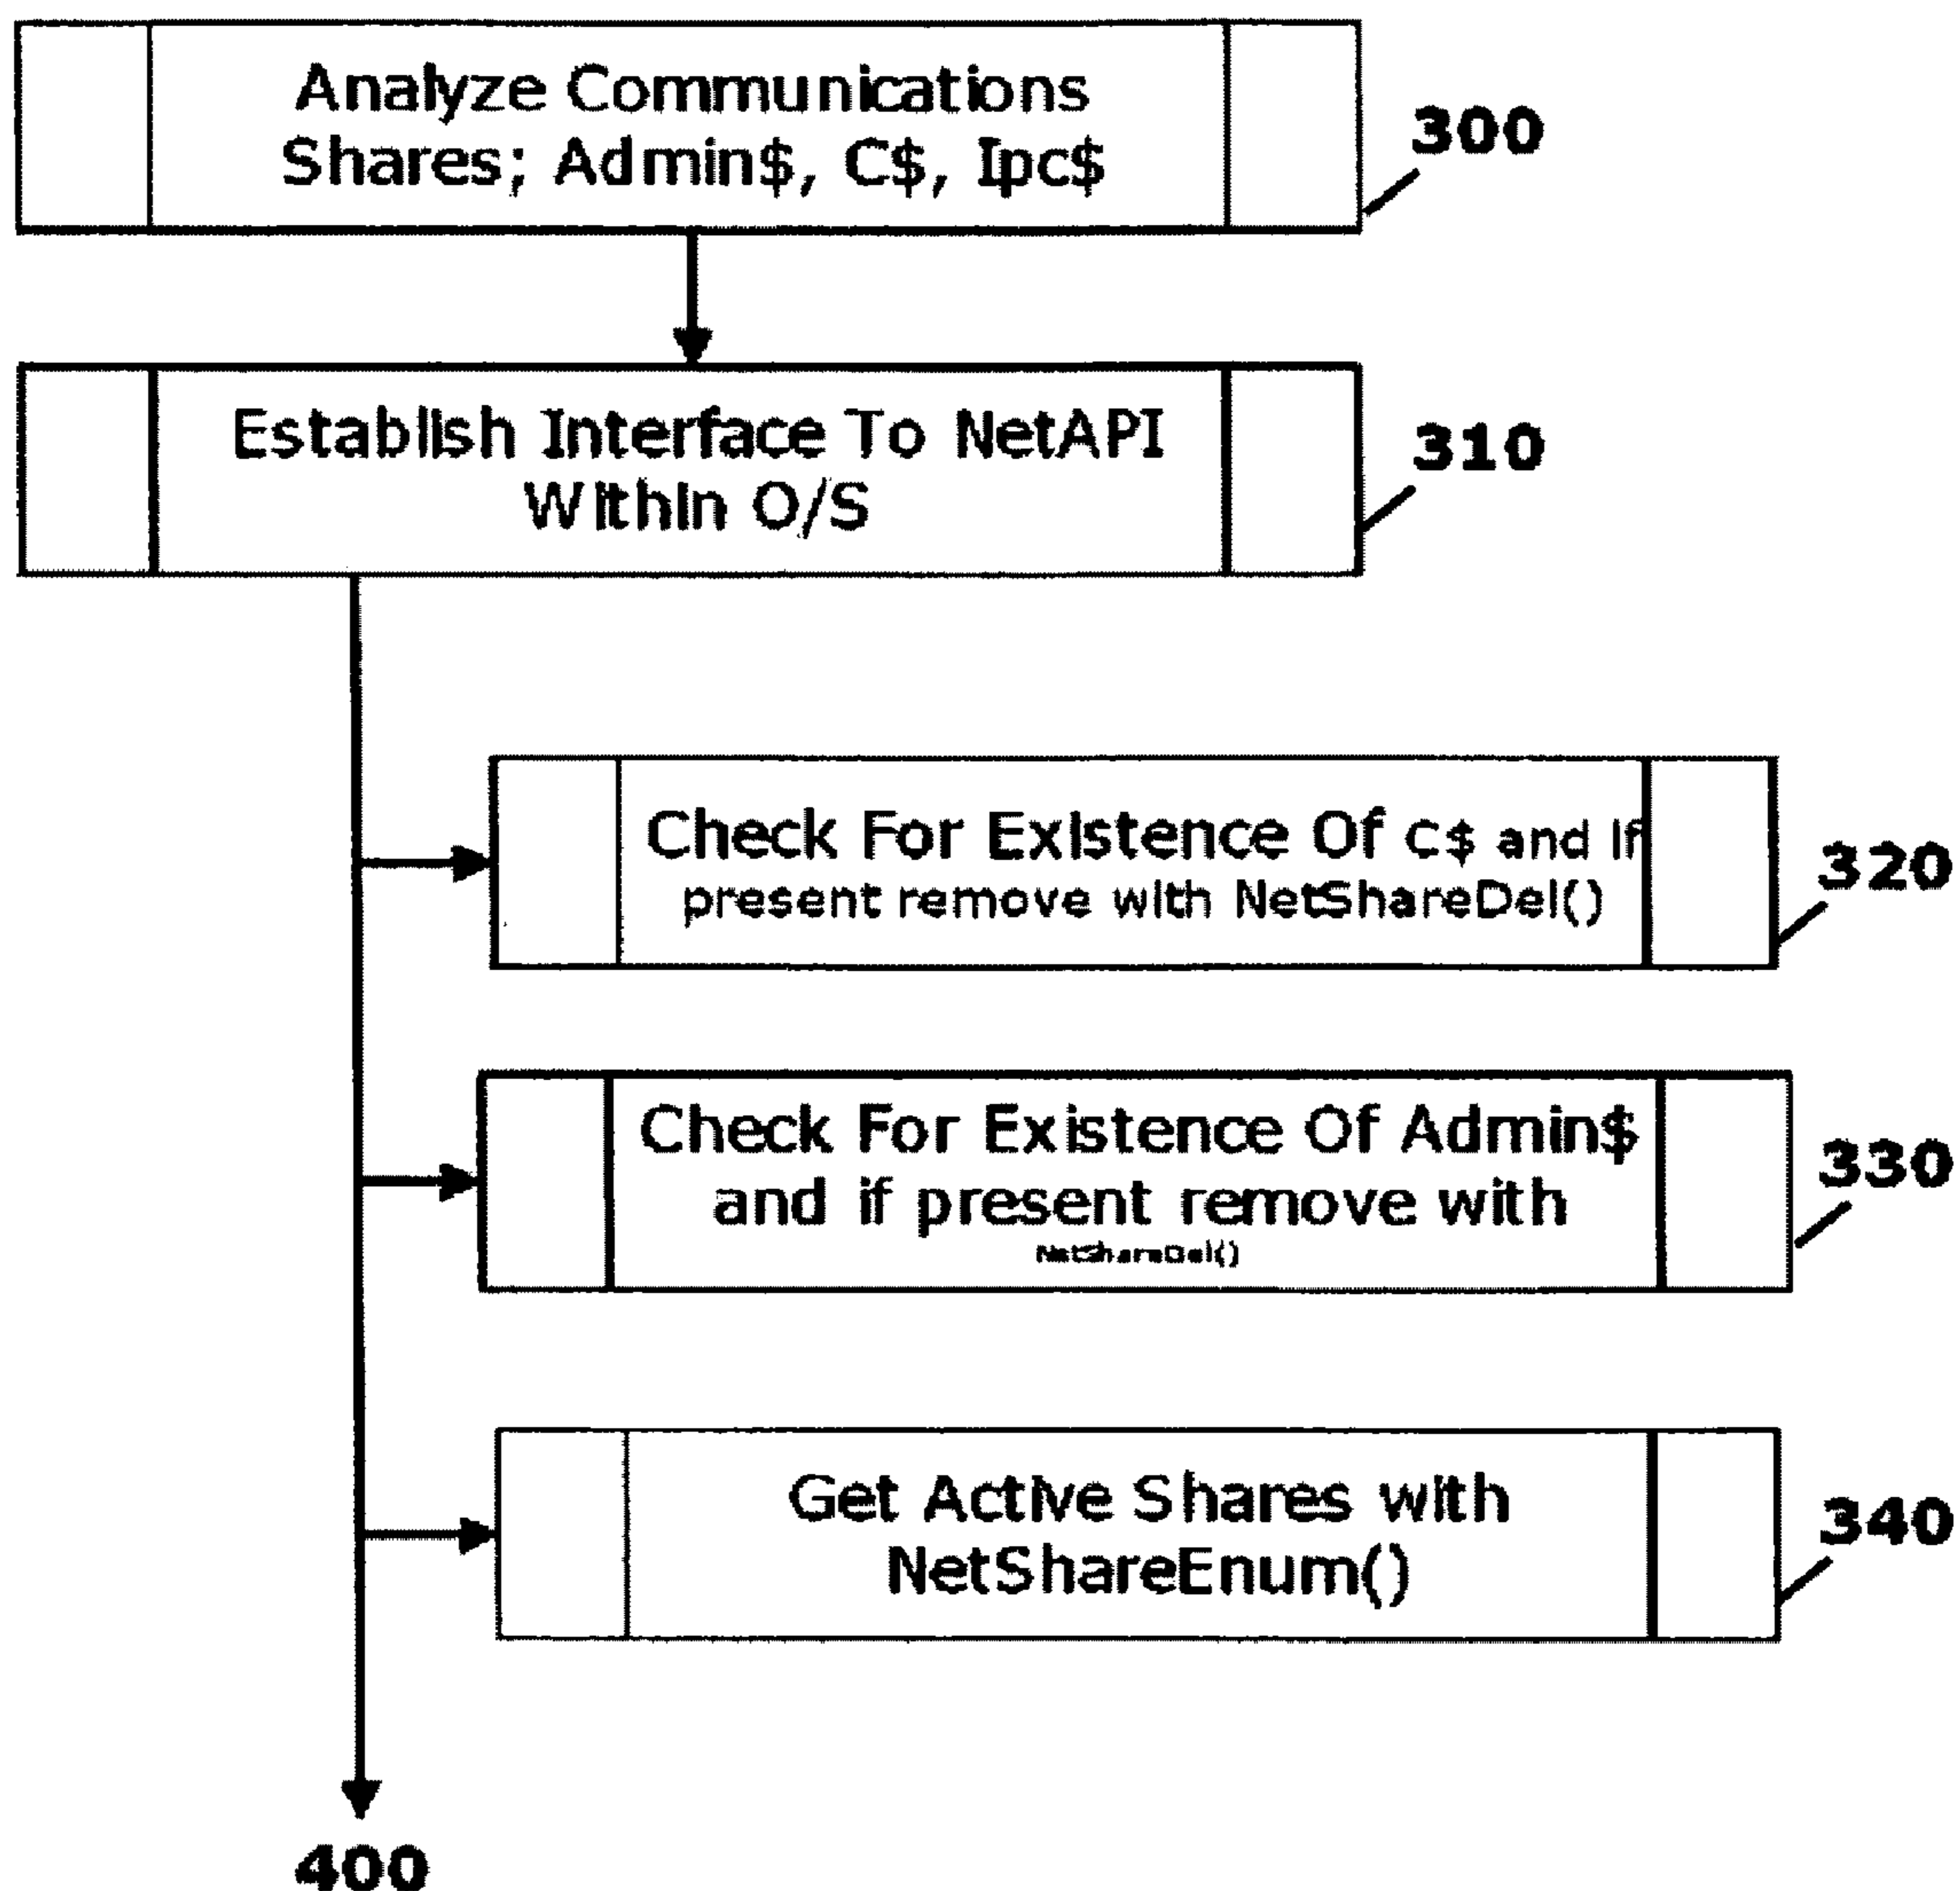 Analyze Communications
Shares; Admin$, C$, Ipc$
300
Establish Interface To NetAPI
Within O/S
310
Check For Existence Of C$ and if
present remove with NetShareDel()
320
Check For Existence Of Admin$
and if present remove with
NetShareDel()
330
Get Active Shares with
NetShareEnum()
340
400